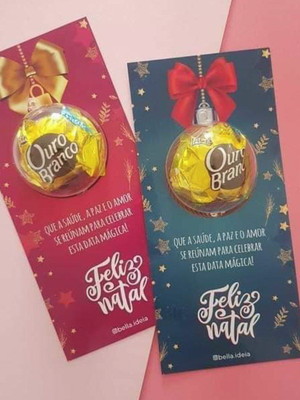 Ouro
Branco
QUE A SAÚDE, A PAZ E O AMOR
SE REÚNAM PARA CELEBRAR
ESTA DATA MÁGICA!
Feliz
natal
@bella.ideia
Ouro
Branco
QUE A SAÚDE, A PAZ E O AMOR
SE REÚNAM PARA CELEBRAR
ESTA DATA MÁGICA!
Feliz
natal
@bella.ideia